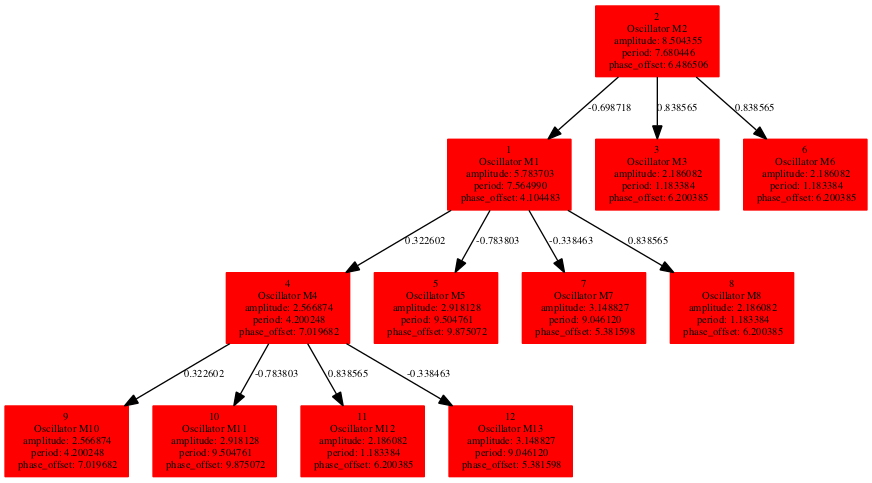 2
Oscillator M2
amplitude: 8.504355
period: 7.680446
phase_offset: 6.486506
-0.698718
0.838565
0.838565
1
Oscillator M1
amplitude: 5.783703
period: 7.564990
phase_offset: 4.104483
3
Oscillator M3
amplitude: 2.186082
period: 1.183384
phase_offset: 6.200385
6
Oscillator M6
amplitude: 2.186082
period: 1.183384
phase_offset: 6.200385
0.322602
-0.783803
-0.338463
0.838565
4
Oscillator M4
amplitude: 2.566874
period: 4.200248
phase_offset: 7.019682
5
Oscillator M5
amplitude: 2.918128
period: 9.504761
phase_offset: 9.875072
7
Oscillator M7
amplitude: 3.148827
period: 9.046120
phase_offset: 5.381598
8
Oscillator M8
amplitude: 2.186082
period: 1.183384
phase_offset: 6.200385
0.322602
-0.783803
0.838565
-0.338463
9
Oscillator M10
amplitude: 2.566874
period: 4.200248
phase_offset: 7.019682
10
Oscillator M11
amplitude: 2.918128
period: 9.504761
phase_offset: 9.875072
11
Oscillator M12
amplitude: 2.186082
period: 1.183384
phase_offset: 6.200385
12
Oscillator M13
amplitude: 3.148827
period: 9.046120
phase_offset: 5.381598